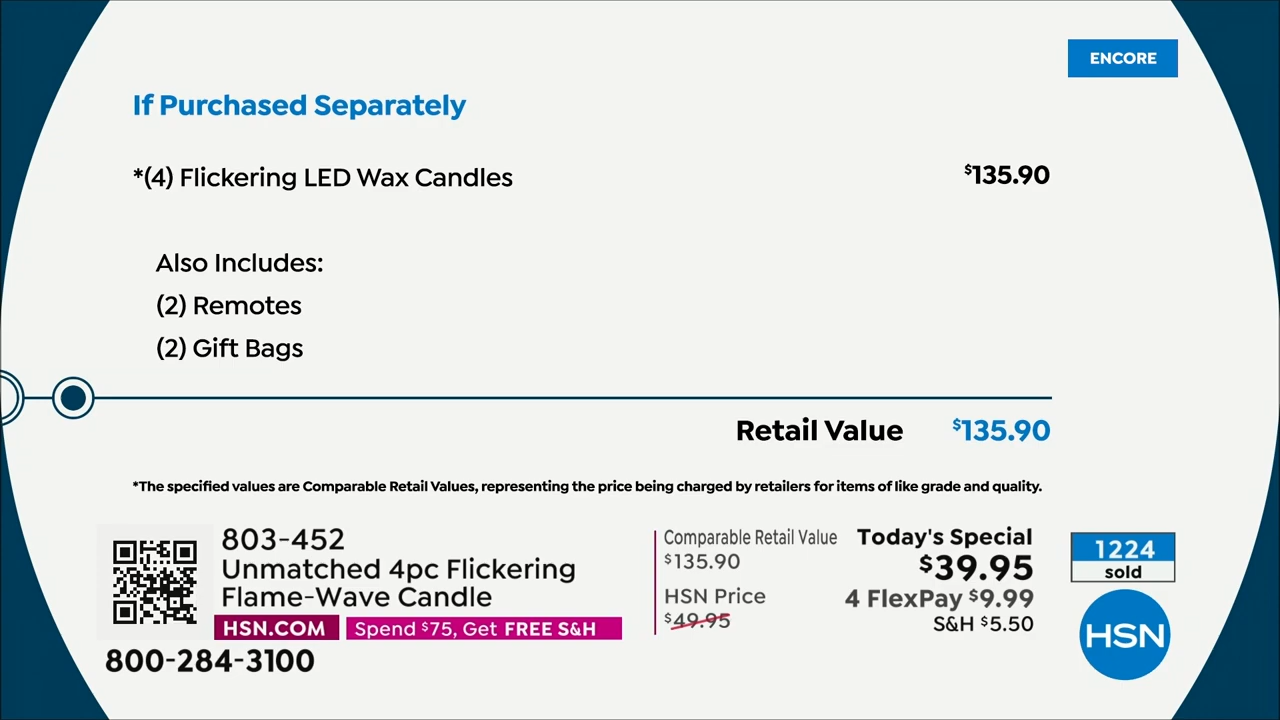 ENCORE
If Purchased Separately
*(4) Flickering LED Wax Candles $135.90
Also Includes:
(2) Remotes
(2) Gift Bags
Retail Value $135.90
*The specified values are Comparable Retail Values, representing the price being charged by retailers for items of like grade and quality.
803-452
Unmatched 4pc Flickering
Flame-Wave Candle
HSN.COM Spend $75, Get FREE S&H
800-284-3100
Comparable Retail Value
$135.90
HSN Price
$49.95
Today's Special
$39.95
4 FlexPay $9.99
S&H $5.50
1224
sold
HSN